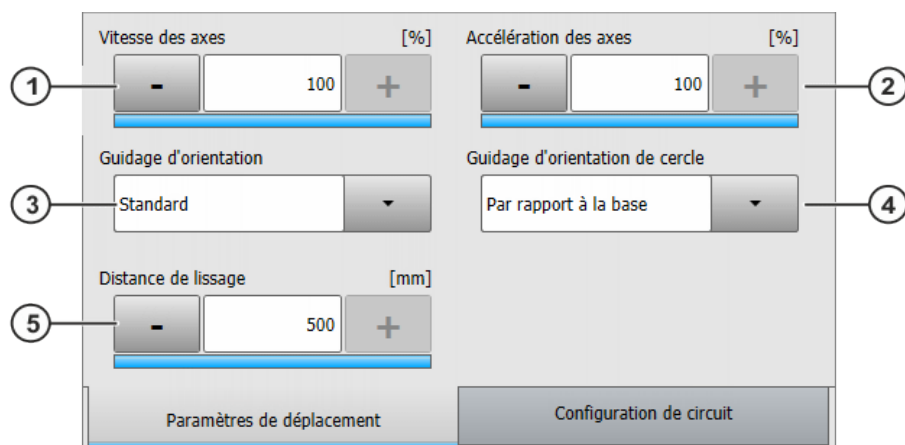 Vitesse des axes [%] Accélération des axes [%]
1 - 100 + - 100 + 2
Guidage d'orientation Guidage d'orientation de cercle
3 Standard Par rapport à la base 4
Distance de lissage [mm]
5 - 500 +
Paramètres de déplacement Configuration de circuit